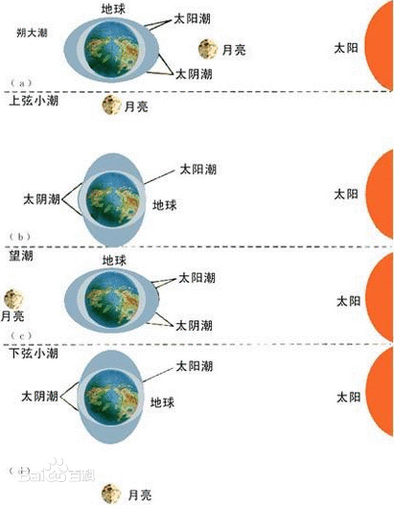 地球
朔大潮
太阳潮
月亮
太阳
太阴潮
(a)
上弦小潮
月亮
太阳潮
太阴潮
地球
太阳
(b)
望潮
地球
太阳潮
太阳
月亮
太阴潮
(c)
下弦小潮
太阳潮
太阴潮
地球
太阳
(d)
Bai百科
月亮